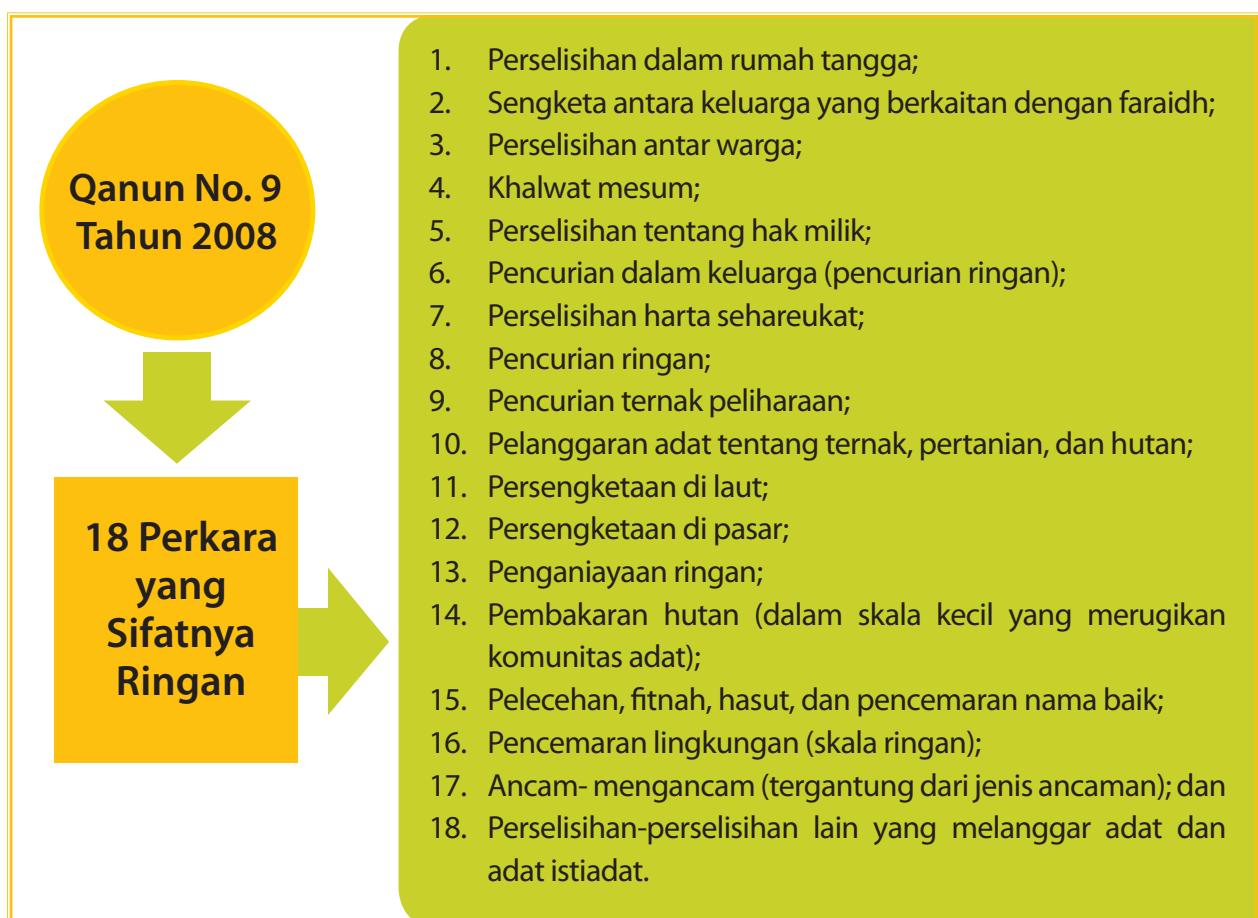 Qanun No. 9
Tahun 2008
18 Perkara
yang
Sifatnya
Ringan
1. Perselisihan dalam rumah tangga;
2. Sengketa antara keluarga yang berkaitan dengan faraidh;
3. Perselisihan antar warga;
4. Khalwat mesum;
5. Perselisihan tentang hak milik;
6. Pencurian dalam keluarga (pencurian ringan);
7. Perselisihan harta sehareukat;
8. Pencurian ringan;
9. Pencurian ternak peliharaan;
10. Pelanggaran adat tentang ternak, pertanian, dan hutan;
11. Persengketaan di laut;
12. Persengketaan di pasar;
13. Penganiayaan ringan;
14. Pembakaran hutan (dalam skala kecil yang merugikan
komunitas adat);
15. Pelecehan, fitnah, hasut, dan pencemaran nama baik;
16. Pencemaran lingkungan (skala ringan);
17. Ancam- mengancam (tergantung dari jenis ancaman); dan
18. Perselisihan-perselisihan lain yang melanggar adat dan
adat istiadat.